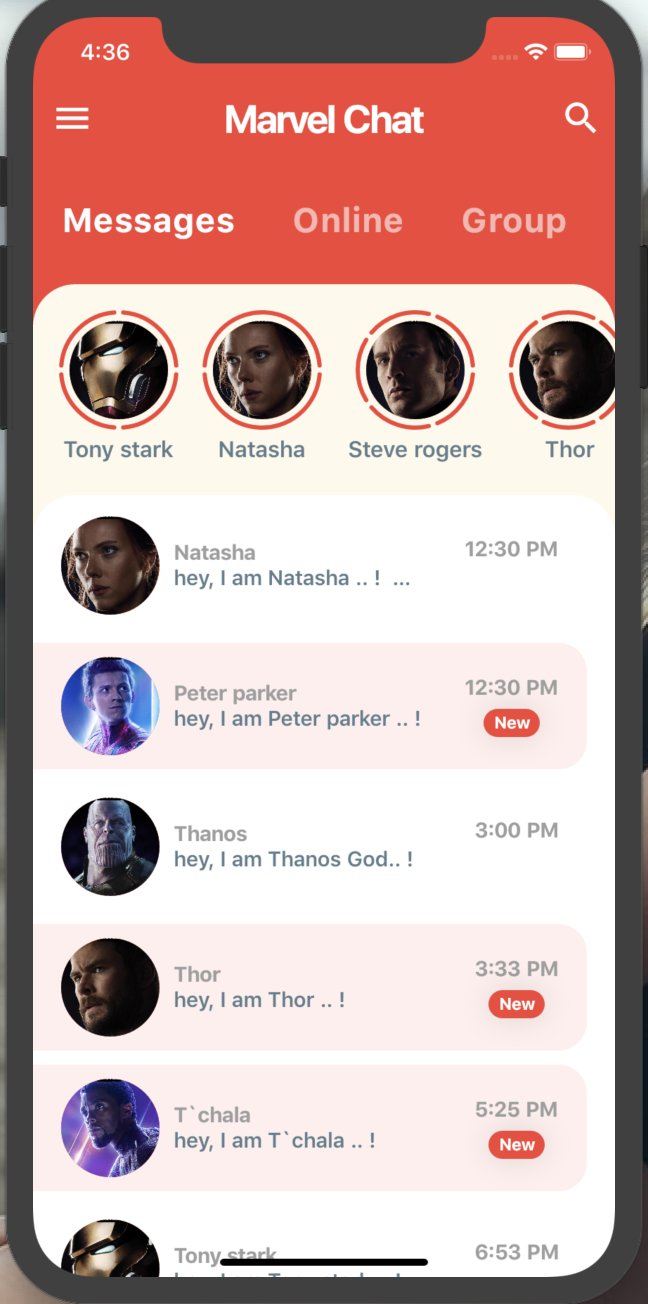 4:36
Marvel Chat
Messages Online Group
Tony stark Natasha Steve rogers Thor
Natasha 12:30 PM
hey, I am Natasha .. !  ...
Peter parker 12:30 PM
hey, I am Peter parker .. !
New
Thanos 3:00 PM
hey, I am Thanos God.. !
Thor 3:33 PM
hey, I am Thor .. !
New
T`chala 5:25 PM
hey, I am T`chala .. !
New
Tony stark 6:53 PM